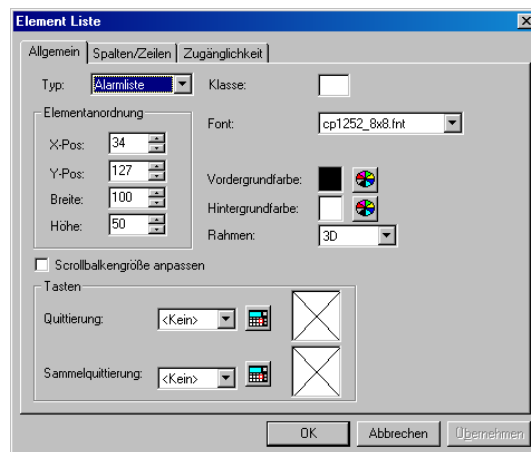 Element Liste
Allgemein Spalten/Zeilen Zugänglichkeit
Typ: Alarmliste Klasse:
Elementanordnung
Font: cp1252_8x8.fnt
X-Pos: 34
Y-Pos: 127
Vordergrundfarbe:
Breite: 100
Hintergrundfarbe:
Höhe: 50
Rahmen: 3D
Scrollbalkengröße anpassen
Tasten
Quittierung: <Kein>
Sammelquittierung: <Kein>
OK Abbrechen Übernehmen